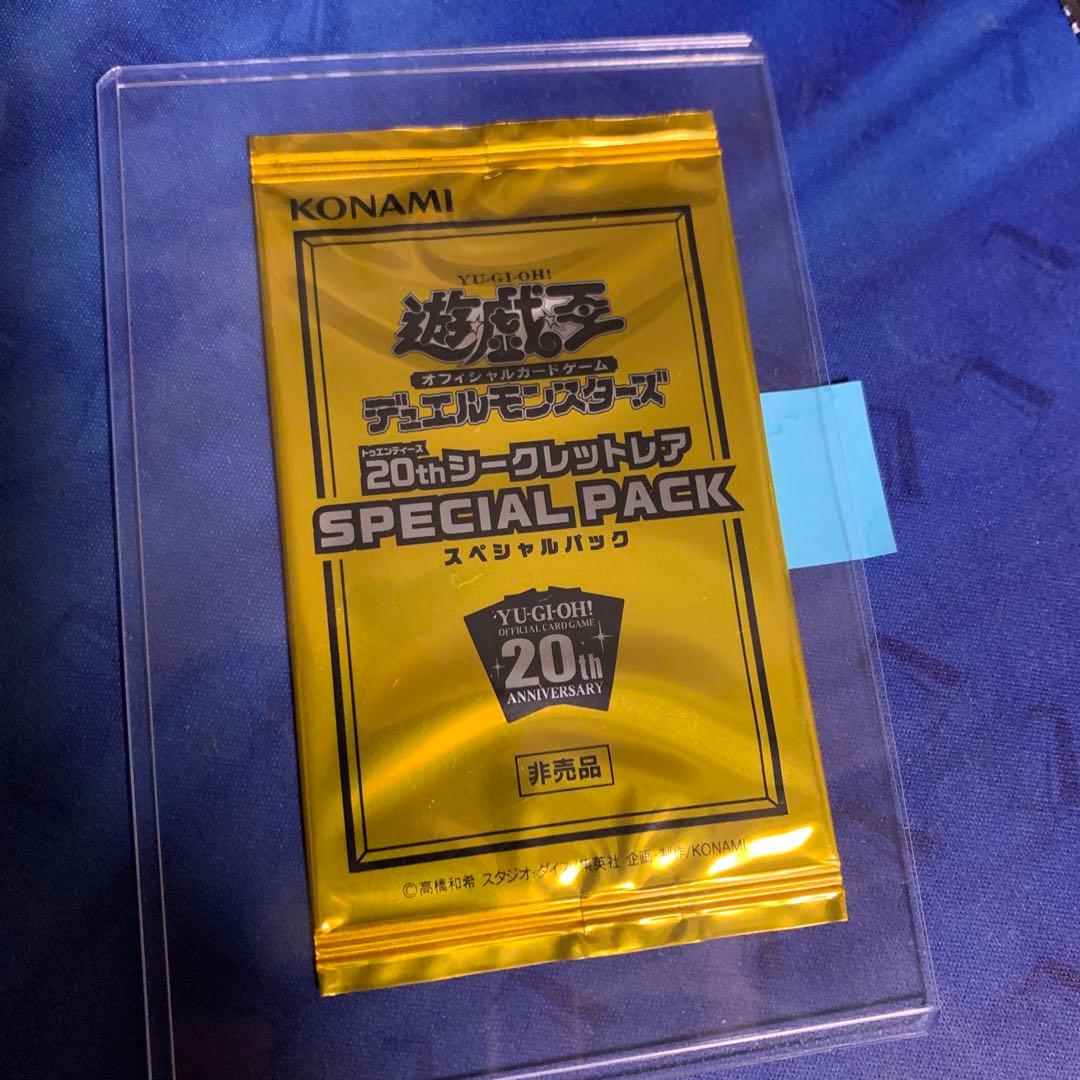 KONAMI
YU-GI-OH!
遊戯王
オフィシャルカードゲーム
デュエルモンスターズ
トゥエンティース
20thシークレットレア
SPECIAL PACK
スペシャルパック
YU-GI-OH!
OFFICIAL CARD GAME
20th
ANNIVERSARY
非売品
©高橋和希 スタジオ・ダイス/集英社 企画・制作/KONAMI